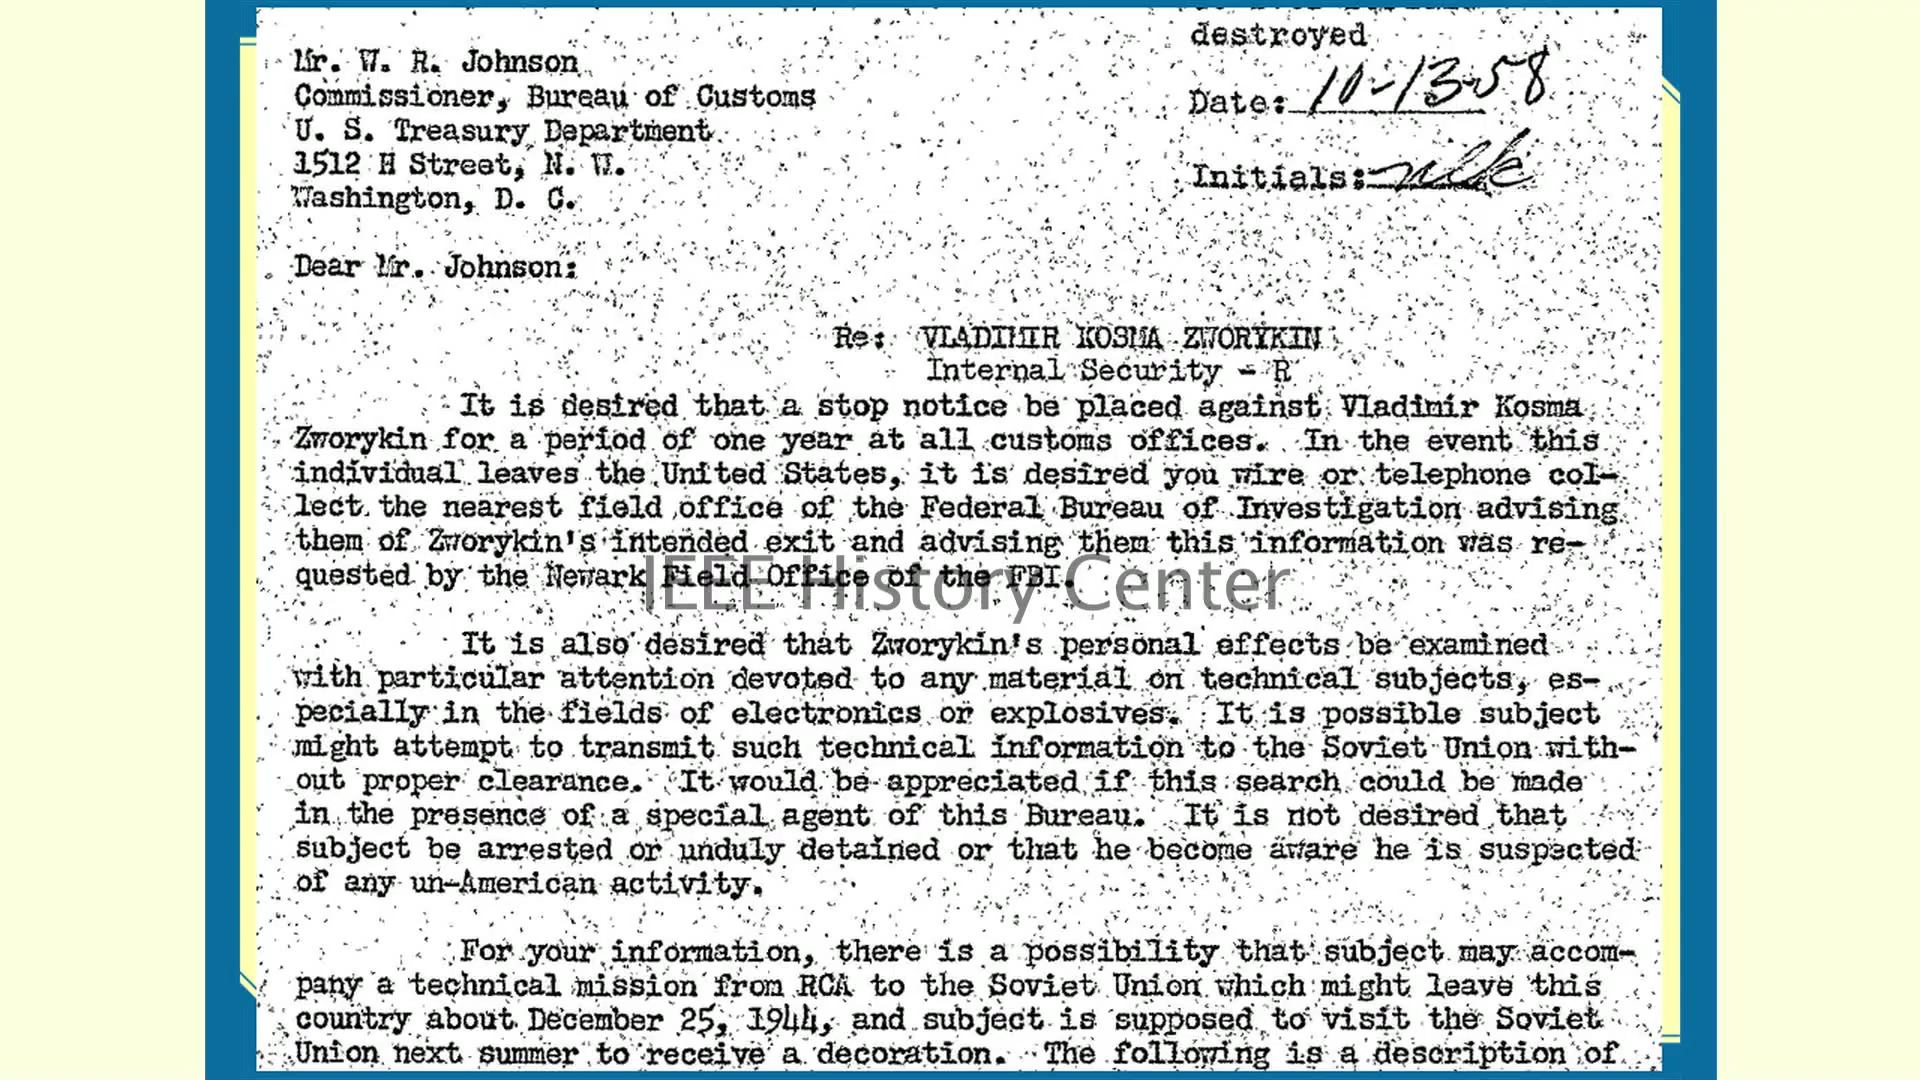 destroyed
Mr. W. R. Johnson
Commissioner, Bureau of Customs
U. S. Treasury Department
1512 H Street, N. W.
Washington, D. C.
Date: 10-13-58
Initials:
Dear Mr. Johnson:
Re: VLADIMIR KOSMA ZWORYKIN
Internal Security - R
It is desired that a stop notice be placed against Vladimir Kosma
Zworykin for a period of one year at all customs offices. In the event this
individual leaves the United States, it is desired you wire or telephone col-
lect the nearest field office of the Federal Bureau of Investigation advising
them of Zworykin's intended exit and advising them this information was re-
quested by the Newark Field Office of the FBI.
IEEE History Center
It is also desired that Zworykin's personal effects be examined
with particular attention devoted to any material on technical subjects, es-
pecially in the fields of electronics or explosives. It is possible subject
might attempt to transmit such technical information to the Soviet Union with-
out proper clearance. It would be appreciated if this search could be made
in the presence of a special agent of this Bureau. It is not desired that
subject be arrested or unduly detained or that he become aware he is suspected
of any un-American activity.
For your information, there is a possibility that subject may accom-
pany a technical mission from RCA to the Soviet Union which might leave this
country about December 25, 1944, and subject is supposed to visit the Soviet
Union next summer to receive a decoration. The following is a description of